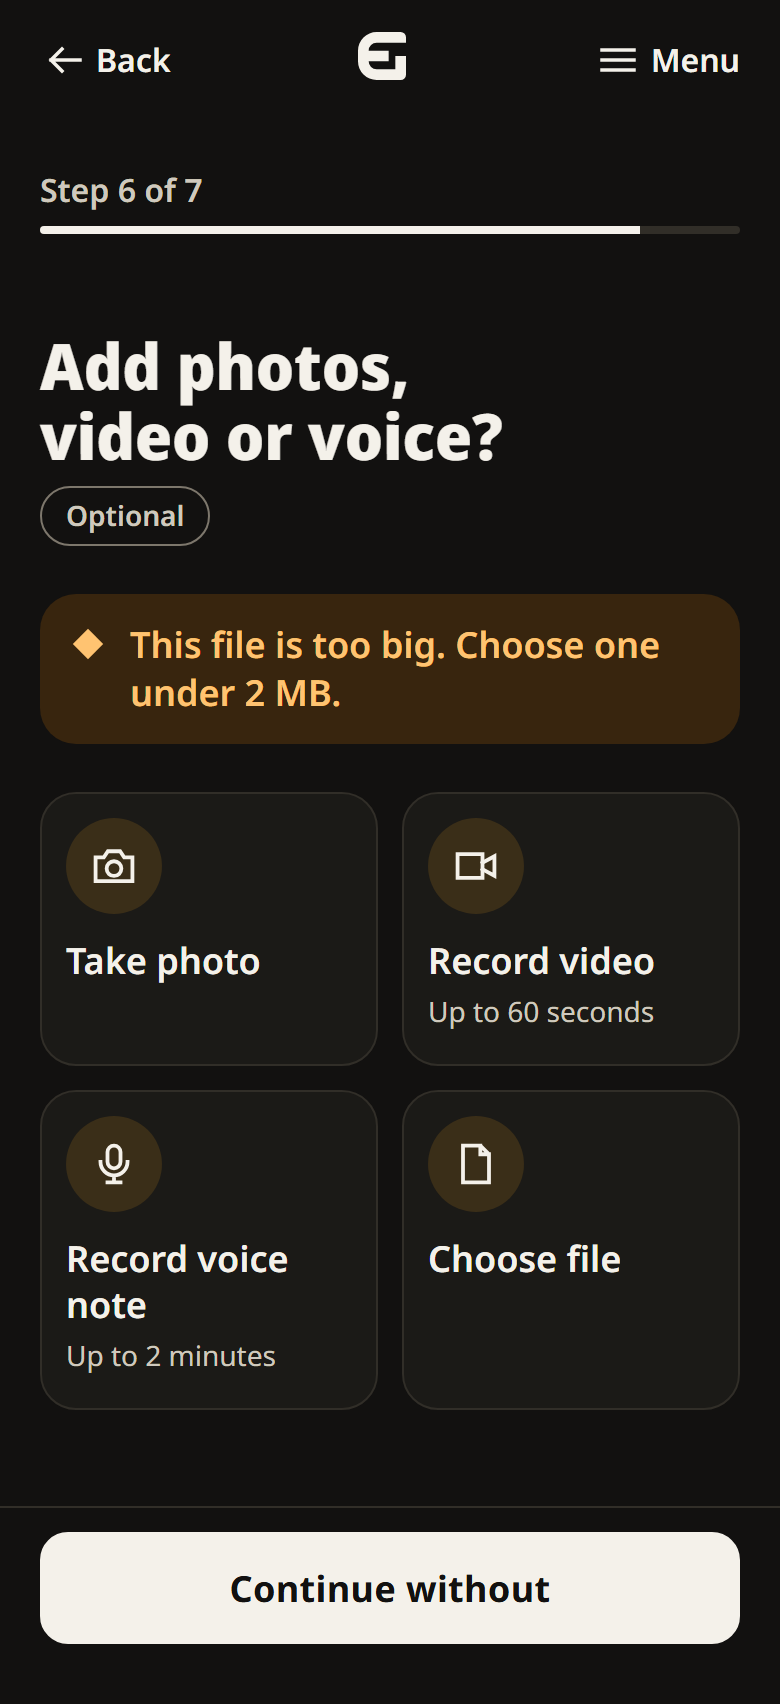 Back
Menu
Step 6 of 7
Add photos,
video or voice?
Optional
This file is too big. Choose one
under 2 MB.
Take photo
Record video
Up to 60 seconds
Record voice
note
Up to 2 minutes
Choose file
Continue without